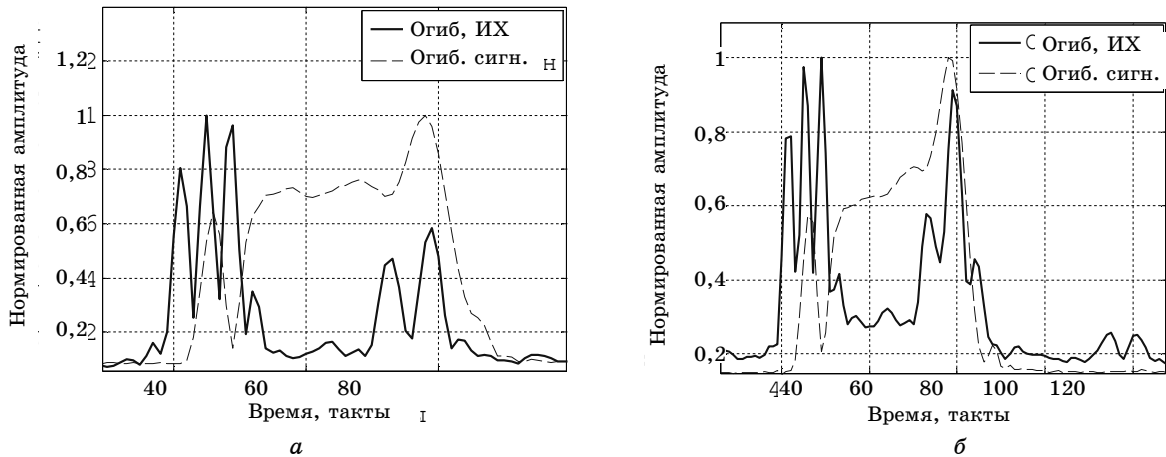 Нормированная амплитуда
1,22
11
0,83
0,66
0,44
0,22
Огиб, ИХ
Огиб. сигн.
H
40 60 80
Время, такты
I
а
Нормированная амплитуда
1
0,8
0,6
0,4
0,2
Огиб, ИХ
Огиб. сигн.
440 60 80 100 120
Время, такты
б